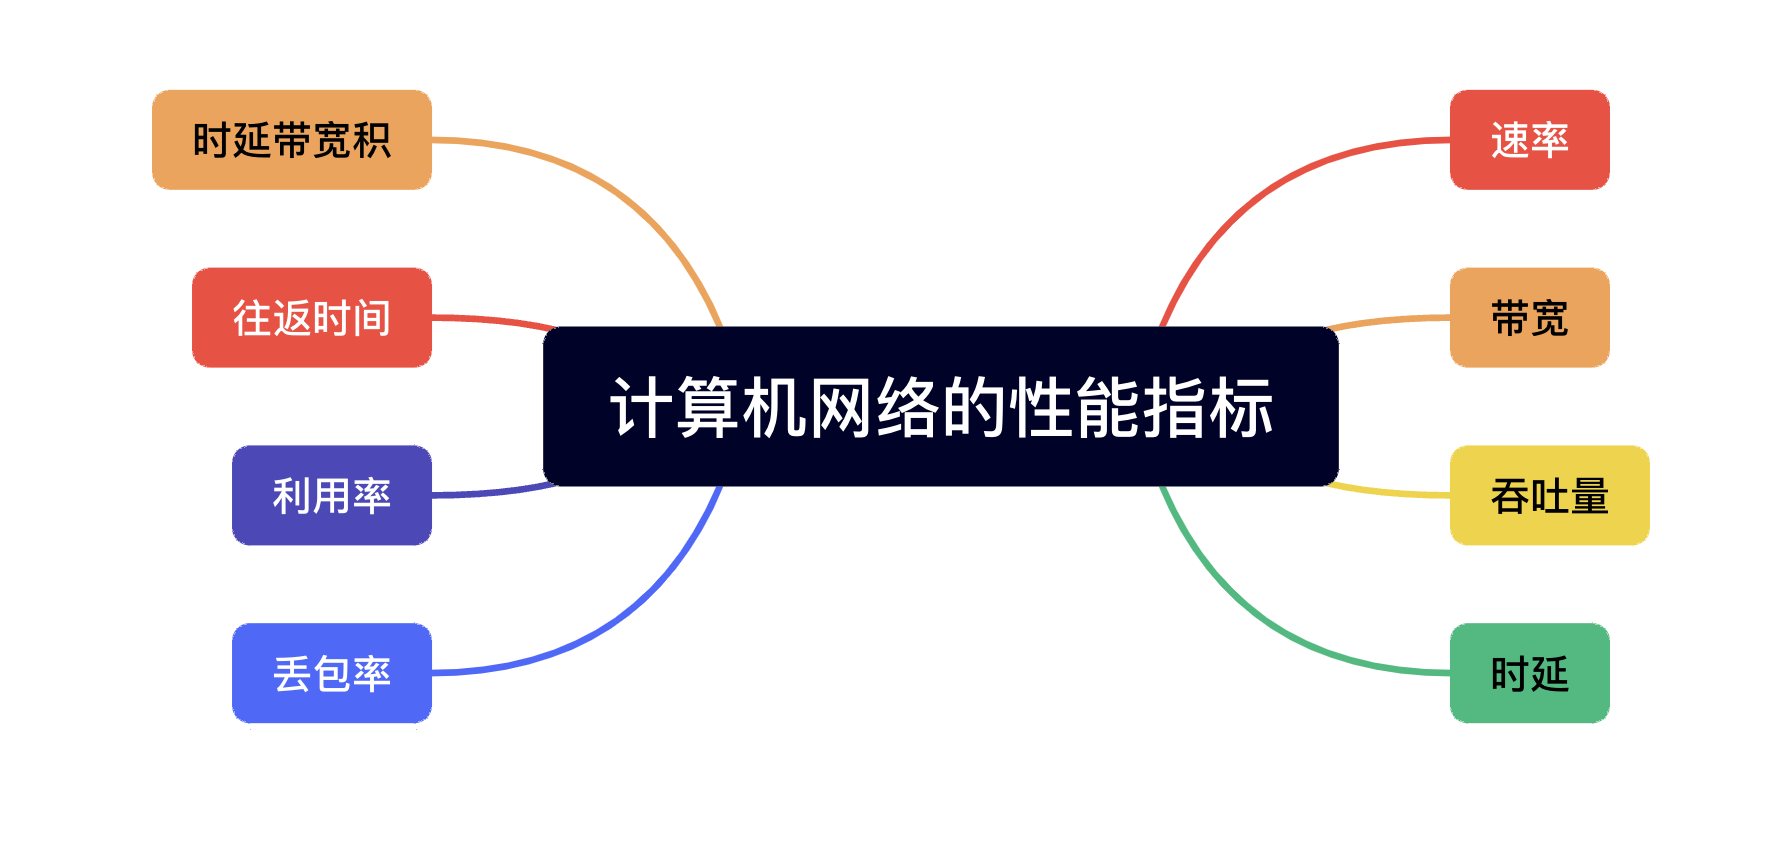 计算机网络的性能指标
速率
带宽
吞吐量
时延
时延带宽积
往返时间
利用率
丢包率